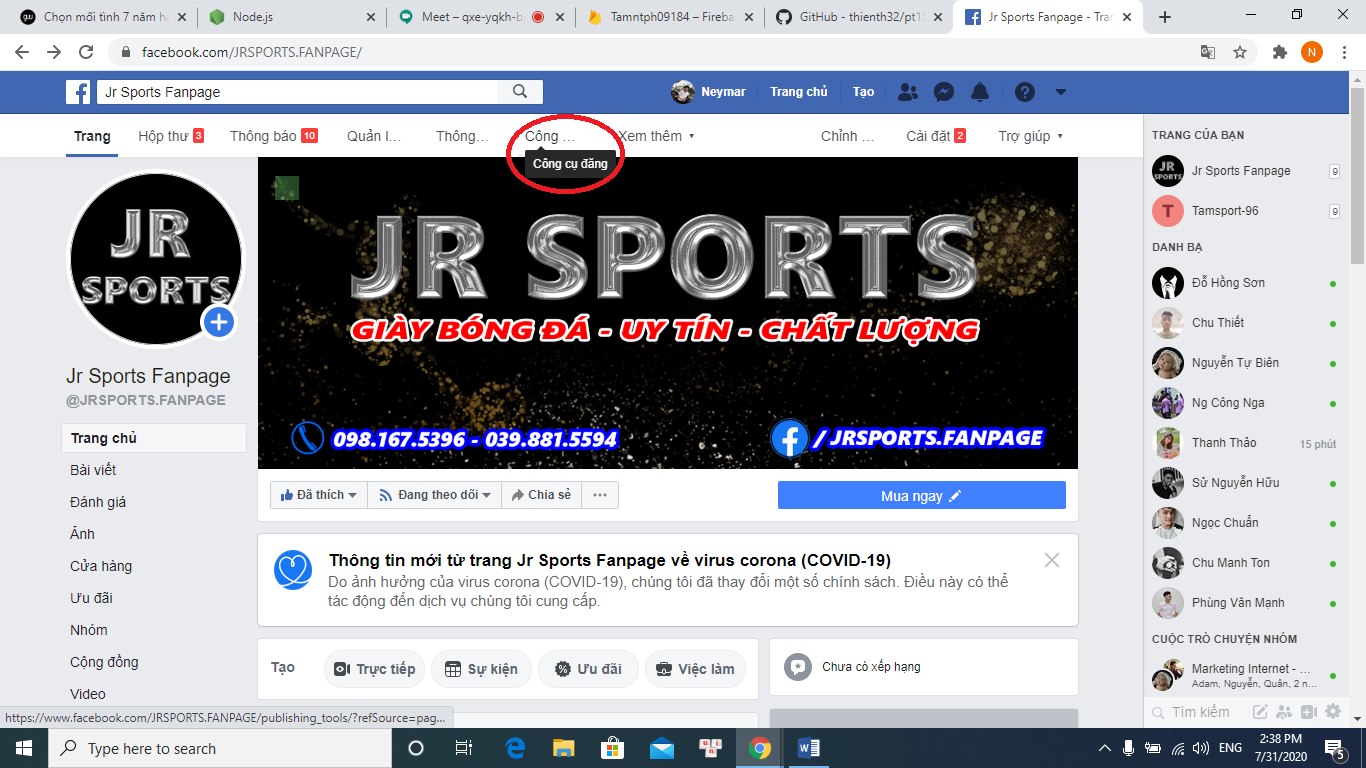 Chọn mối tình 7 năm h
Node.js
Meet – qxe-yqkh-b
Tamntph09184 – Fireba
GitHub - thienth32/pt1
Jr Sports Fanpage - Tra
facebook.com/JRSPORTS.FANPAGE/
N
Jr Sports Fanpage
Neymar
Trang chủ
Tạo
Trang
Hộp thư 3
Thông báo 10
Quản l...
Thông...
Công ...
Xem thêm
Chỉnh ...
Cài đặt 2
Trợ giúp
Công cụ đăng
JR SPORTS
JR SPORTS
GIÀY BÓNG ĐÁ - UY TÍN - CHẤT LƯỢNG
098.167.5396 - 039.881.5594
f /JRSPORTS.FANPAGE
Jr Sports Fanpage
@JRSPORTS.FANPAGE
Trang chủ
Bài viết
Đánh giá
Ảnh
Cửa hàng
Ưu đãi
Nhóm
Cộng đồng
Video
Đã thích
Đang theo dõi
Chia sẻ
...
Mua ngay
Thông tin mới từ trang Jr Sports Fanpage về virus corona (COVID-19)
Do ảnh hưởng của virus corona (COVID-19), chúng tôi đã thay đổi một số chính sách. Điều này có thể
tác động đến dịch vụ chúng tôi cung cấp.
Tạo
Trực tiếp
Sự kiện
Ưu đãi
Việc làm
Chưa có xếp hạng
TRANG CỦA BẠN
JR SPORTS
Jr Sports Fanpage 9
T
Tamsport-96 9
DANH BẠ
Đỗ Hồng Sơn
Chu Thiết
Nguyễn Tự Biên
Ng Công Nga
Thanh Thảo 15 phút
Sử Nguyễn Hữu
Ngọc Chuẩn
Chu Manh Ton
Phùng Văn Mạnh
CUỘC TRÒ CHUYỆN NHÓM
Marketing Internet - ...
Adam, Nguyễn, Quân, 2 n...
Tìm kiếm
https://www.facebook.com/JRSPORTS.FANPAGE/publishing_tools/?refSource=pag...
Type here to search
ENG
2:38 PM
7/31/2020
5